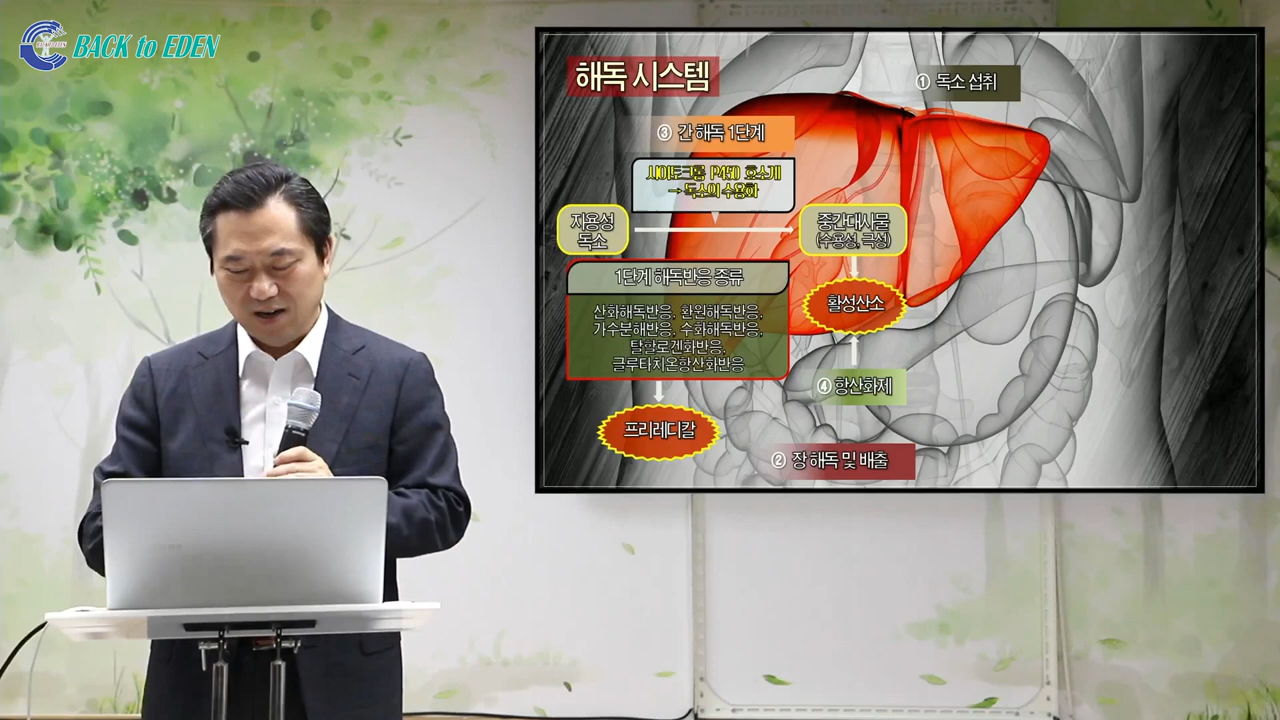 BACK to EDEN
해독 시스템
① 독소 섭취
③ 간 해독 1단계
사이토크롬 P450 효소계
→ 독소의 수용화
지용성
독소
중간대사물
(수용성, 극성)
1단계 해독반응 종류
산화해독반응, 환원해독반응,
가수분해반응, 수화해독반응,
탈할로겐화반응,
글루타치온항산화반응
활성산소
④ 항산화제
프리레디칼
② 장 해독 및 배출